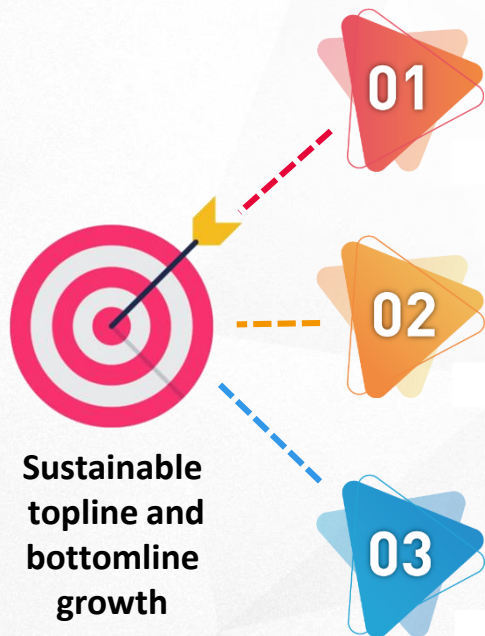 01
02
03
Sustainable
topline and
bottomline
growth